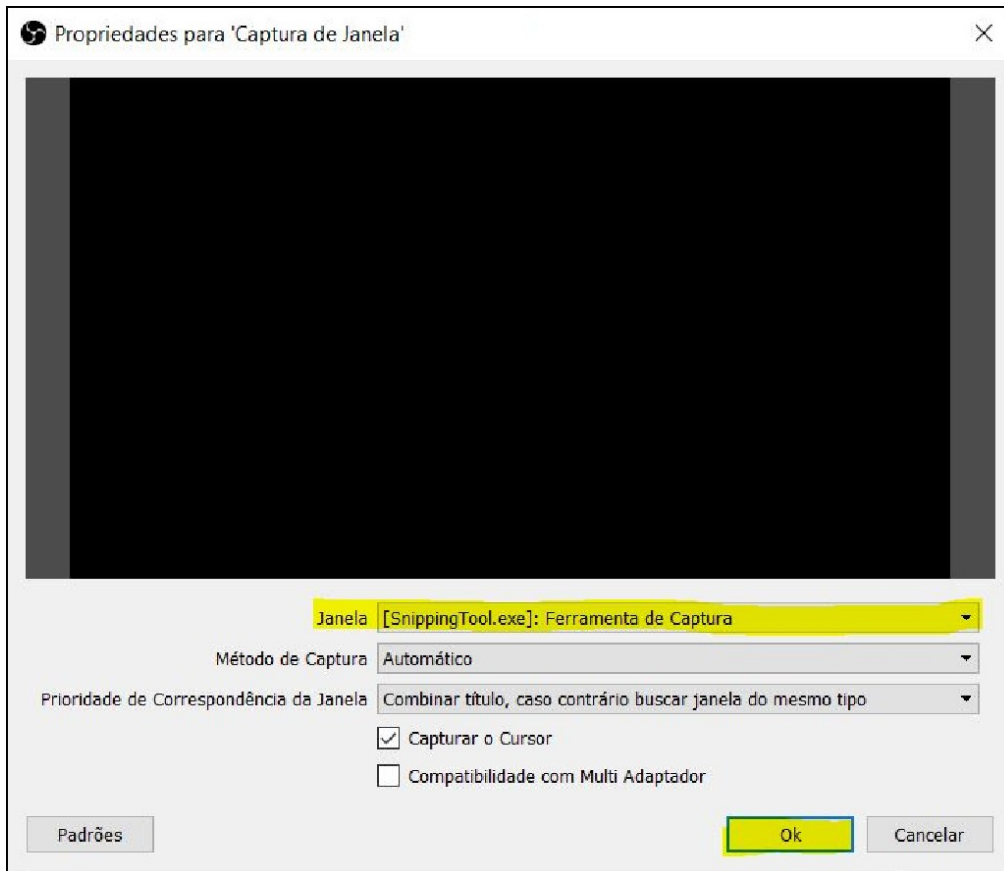 Propriedades para 'Captura de Janela'
Janela [SnippingTool.exe]: Ferramenta de Captura
Método de Captura Automático
Prioridade de Correspondência da Janela Combinar título, caso contrário buscar janela do mesmo tipo
Capturar o Cursor
Compatibilidade com Multi Adaptador
Padrões Ok Cancelar